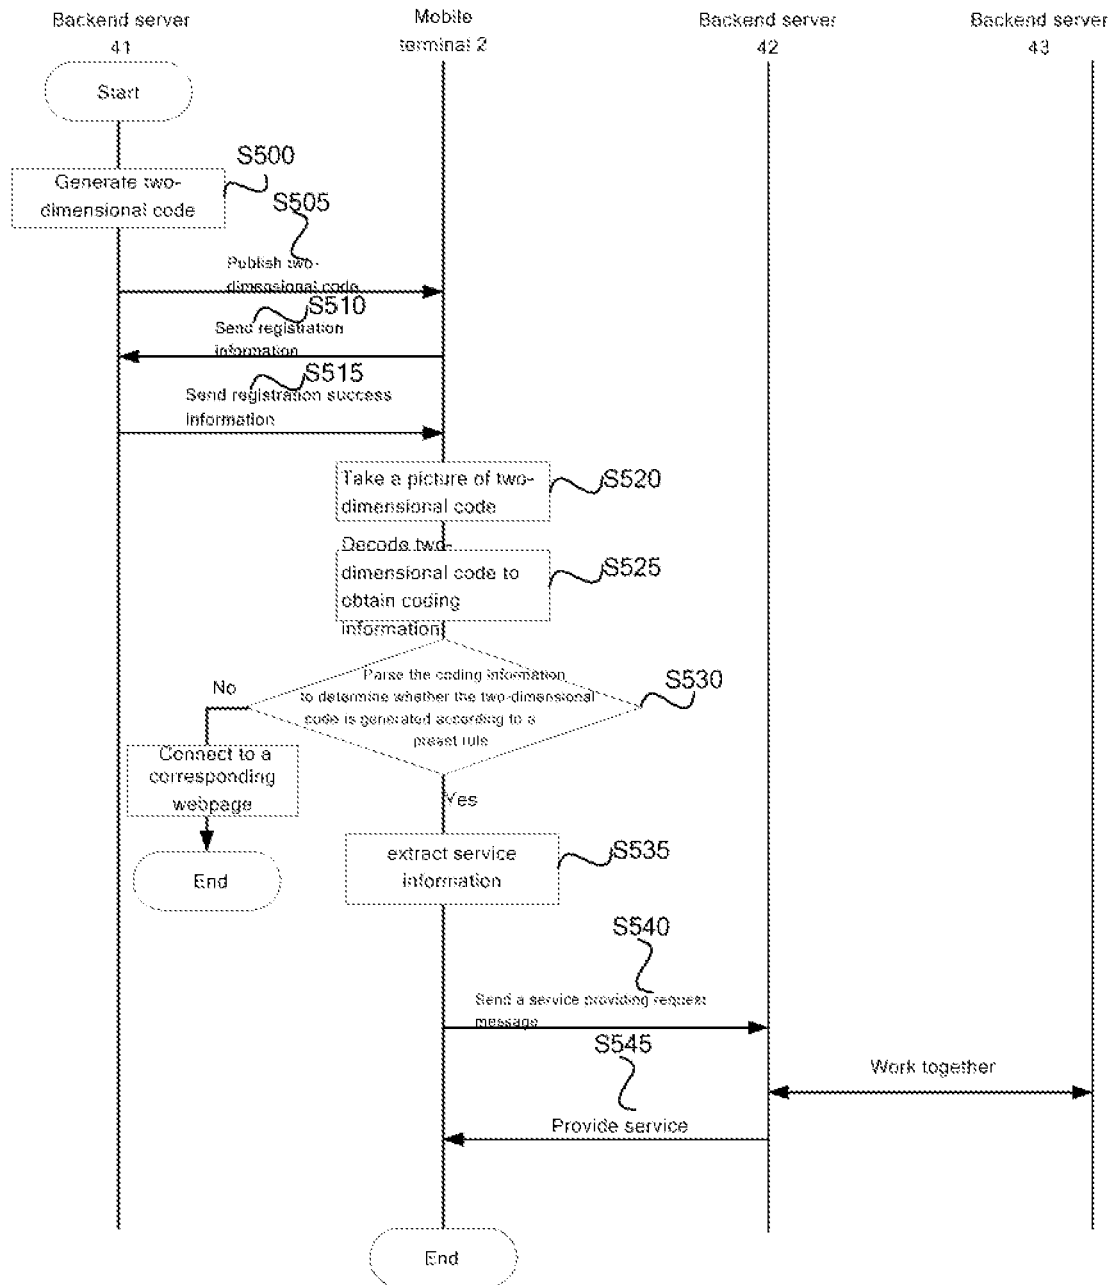 Backend server
41
Mobile
terminal 2
Backend server
42
Backend server
43
Start
S500
Generate two-
dimensional code
S505
Publish two-
dimensional code
S510
Send registration
information
S515
Send registration success
information
Take a picture of two-
dimensional code
S520
Decode two-
dimensional code to
obtain coding
information
S525
Parse the coding information
to determine whether the two-dimensional
code is generated according to a
preset rule
S530
No
Connect to a
corresponding
webpage
End
Yes
extract service
information
S535
S540
Send a service providing request
message
S545
Work together
Provide service
End